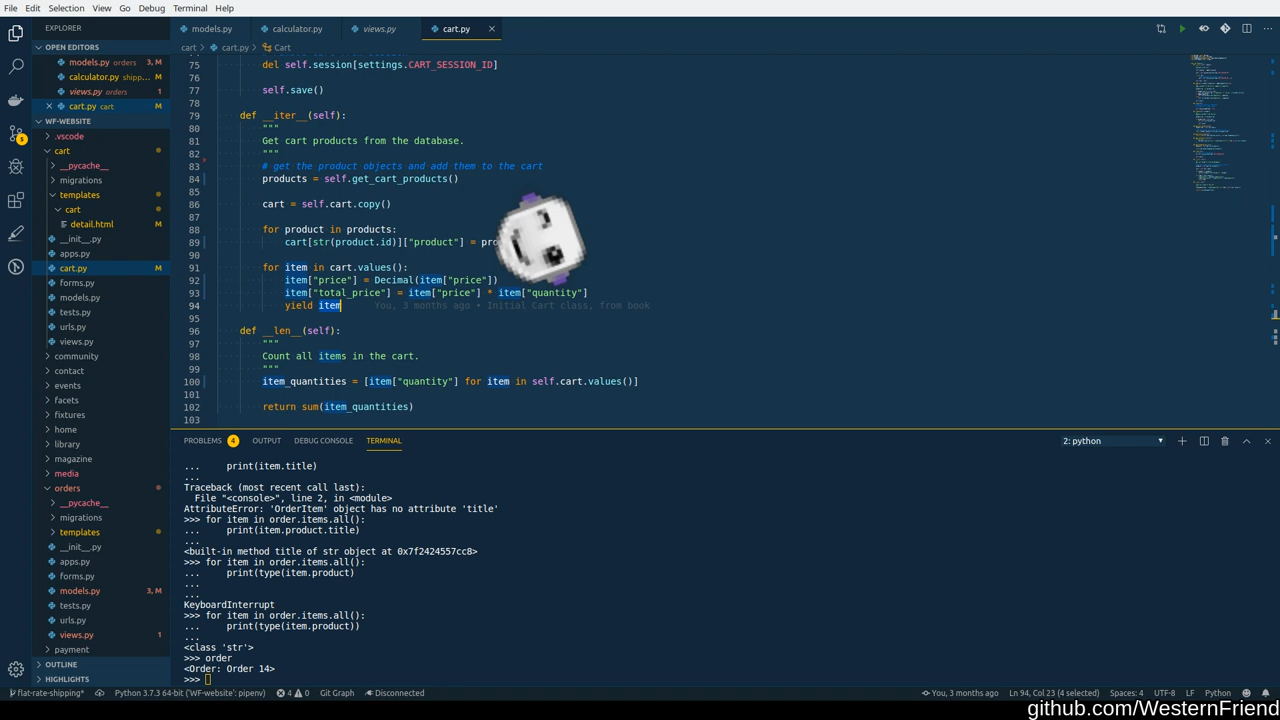 File Edit Selection View Go Debug Terminal Help
EXPLORER
OPEN EDITORS
models.py orders 3, M
calculator.py shipp... M
views.py orders 1
cart.py cart M
WF-WEBSITE
.vscode
cart
__pycache__
migrations
templates
cart
detail.html
__init__.py
apps.py
cart.py M
forms.py
models.py
tests.py
urls.py
views.py
community
contact
events
facets
fixtures
home
library
magazine
media
orders
__pycache__
migrations
templates
__init__.py
apps.py
forms.py
models.py 3, M
tests.py
urls.py
views.py 1
payment
OUTLINE
HIGHLIGHTS
models.py calculator.py views.py cart.py
cart > cart.py > Cart
75 del self.session[settings.CART_SESSION_ID]
76
77 self.save()
78
79 def __iter__(self):
80 """
81 Get cart products from the database.
82 """
83 # get the product objects and add them to the cart
84 products = self.get_cart_products()
85
86 cart = self.cart.copy()
87
88 for product in products:
89 cart[str(product.id)]["product"] = pro
90
91 for item in cart.values():
92 item["price"] = Decimal(item["price"])
93 item["total_price"] = item["price"] * item["quantity"]
94 yield item You, 3 months ago • Initial Cart class, from book
95
96 def __len__(self):
97 """
98 Count all items in the cart.
99 """
100 item_quantities = [item["quantity"] for item in self.cart.values()]
101
102 return sum(item_quantities)
103
PROBLEMS 4 OUTPUT DEBUG CONSOLE TERMINAL 2: python
... print(item.title)
...
Traceback (most recent call last):
File "<console>", line 2, in <module>
AttributeError: 'OrderItem' object has no attribute 'title'
>>> for item in order.items.all():
... print(item.product.title)
...
<built-in method title of str object at 0x7f2424557cc8>
>>> for item in order.items.all():
... print(type(item.product)
...
...
KeyboardInterrupt
>>> for item in order.items.all():
... print(type(item.product))
...
<class 'str'>
>>> order
<Order: Order 14>
>>>
flat-rate-shipping* Python 3.7.3 64-bit ('WF-website': pipenv) 4 0 Git Graph Disconnected You, 3 months ago Ln 94, Col 23 (4 selected) Spaces: 4 UTF-8 LF Python
github.com/WesternFriend